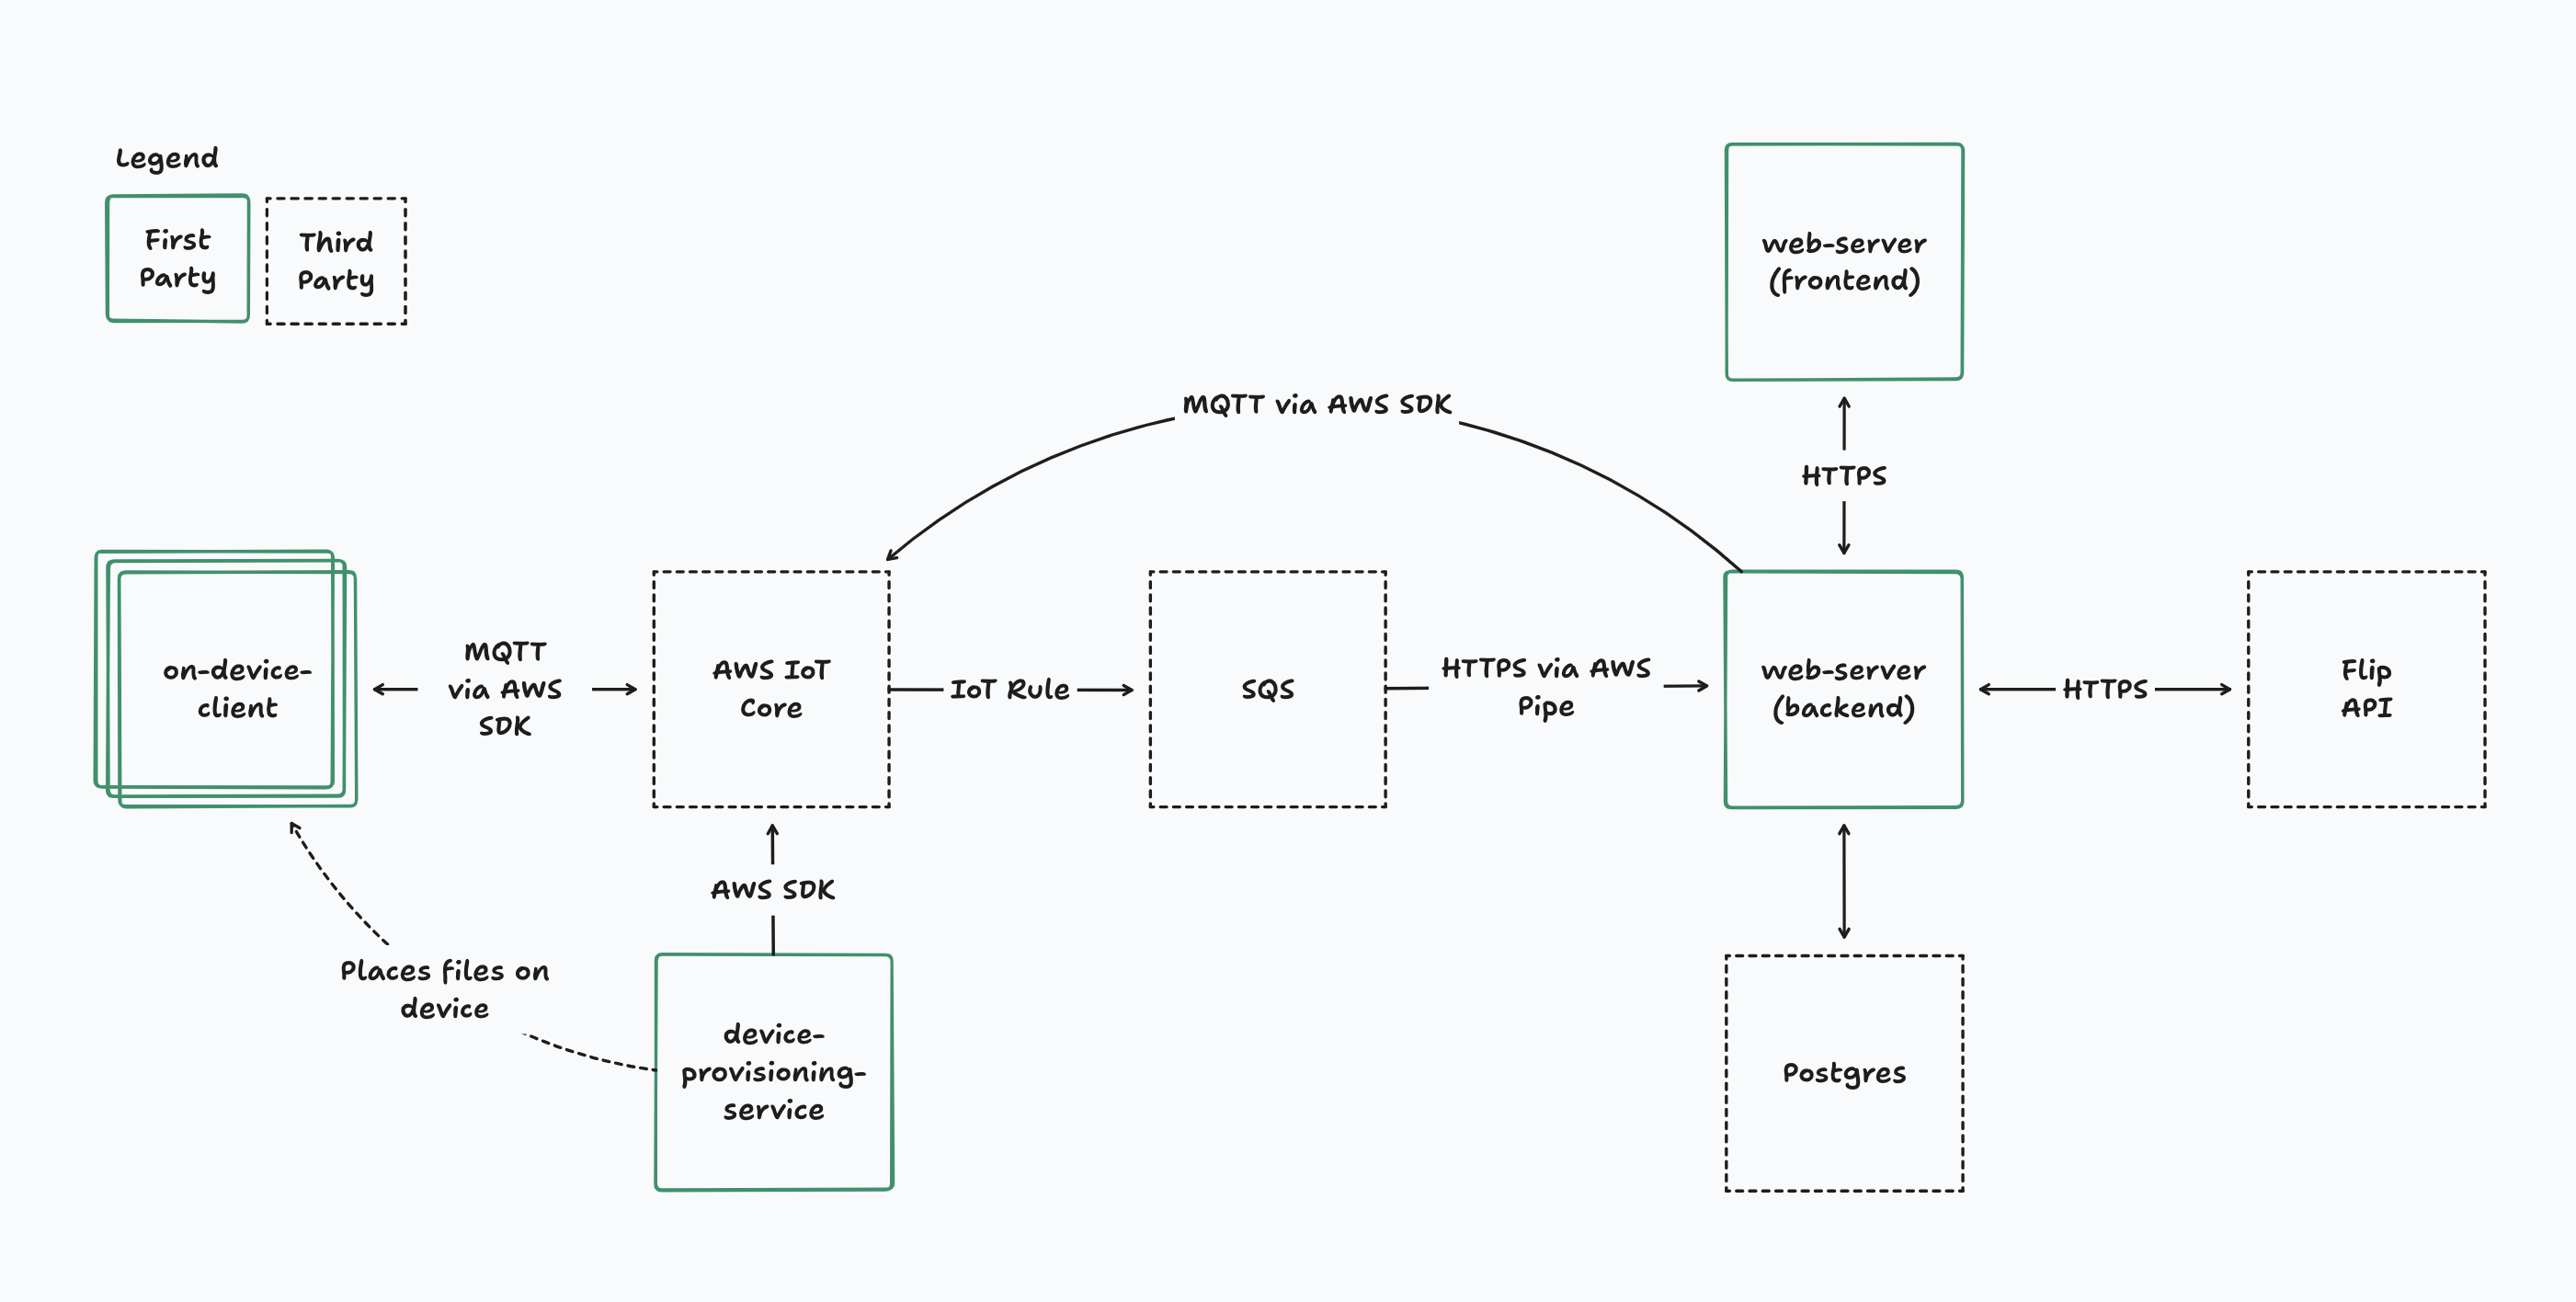 Legend
First
Party
Third
Party
web-server
(frontend)
MQTT via AWS SDK
HTTPS
on-device-
client
MQTT
via AWS
SDK
AWS IoT
Core
IoT Rule
SQS
HTTPS via AWS
Pipe
web-server
(backend)
HTTPS
Flip
API
AWS SDK
Places files on
device
device-
provisioning-
service
Postgres